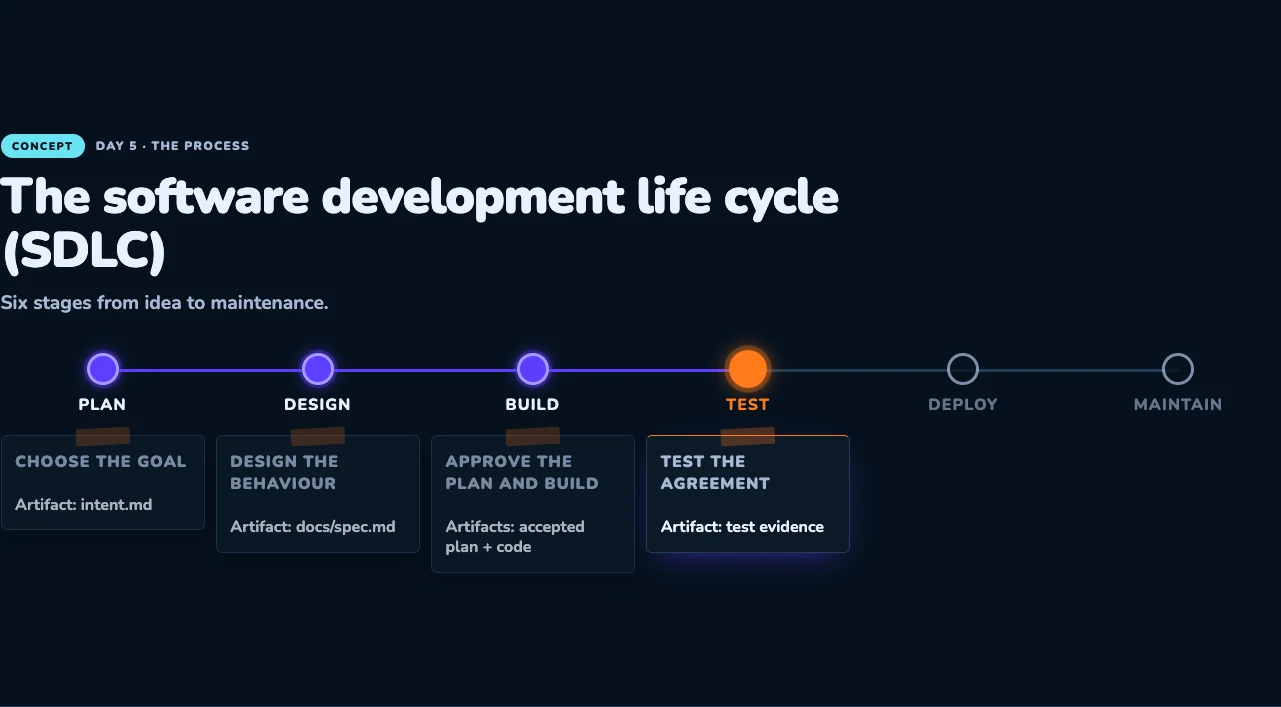 CONCEPT DAY 5 · THE PROCESS
The software development life cycle
(SDLC)
Six stages from idea to maintenance.
PLAN DESIGN BUILD TEST DEPLOY MAINTAIN
CHOOSE THE GOAL
Artifact: intent.md
DESIGN THE
BEHAVIOUR
Artifact: docs/spec.md
APPROVE THE
PLAN AND BUILD
Artifacts: accepted
plan + code
TEST THE
AGREEMENT
Artifact: test evidence